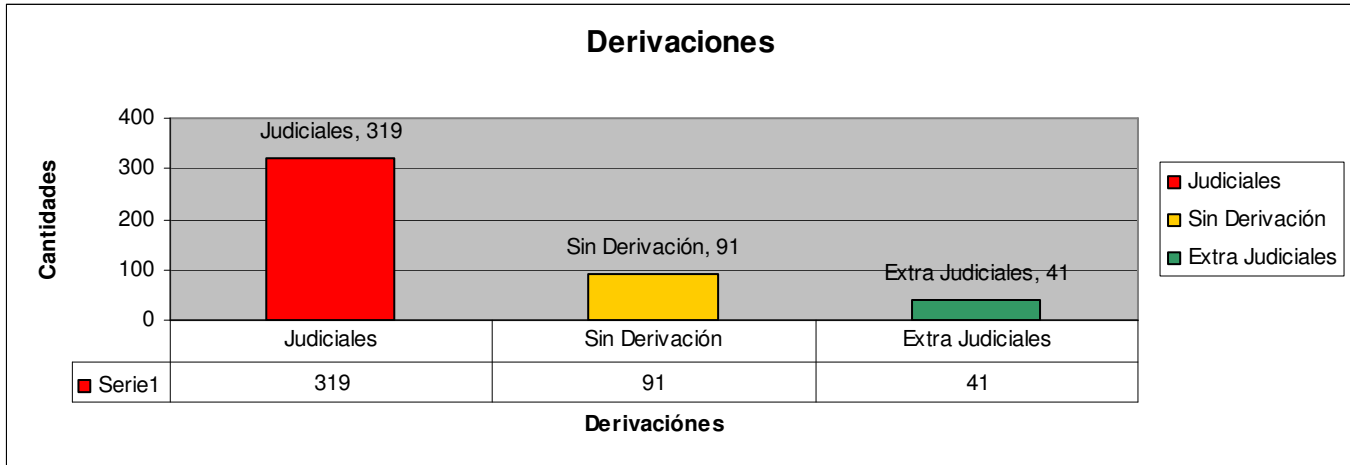 Derivaciones
Cantidades
400
300
200
100
0
Judiciales, 319
Sin Derivación, 91
Extra Judiciales, 41
Judiciales
Sin Derivación
Extra Judiciales
Judiciales Sin Derivación Extra Judiciales
Serie1 319 91 41
Derivaciónes